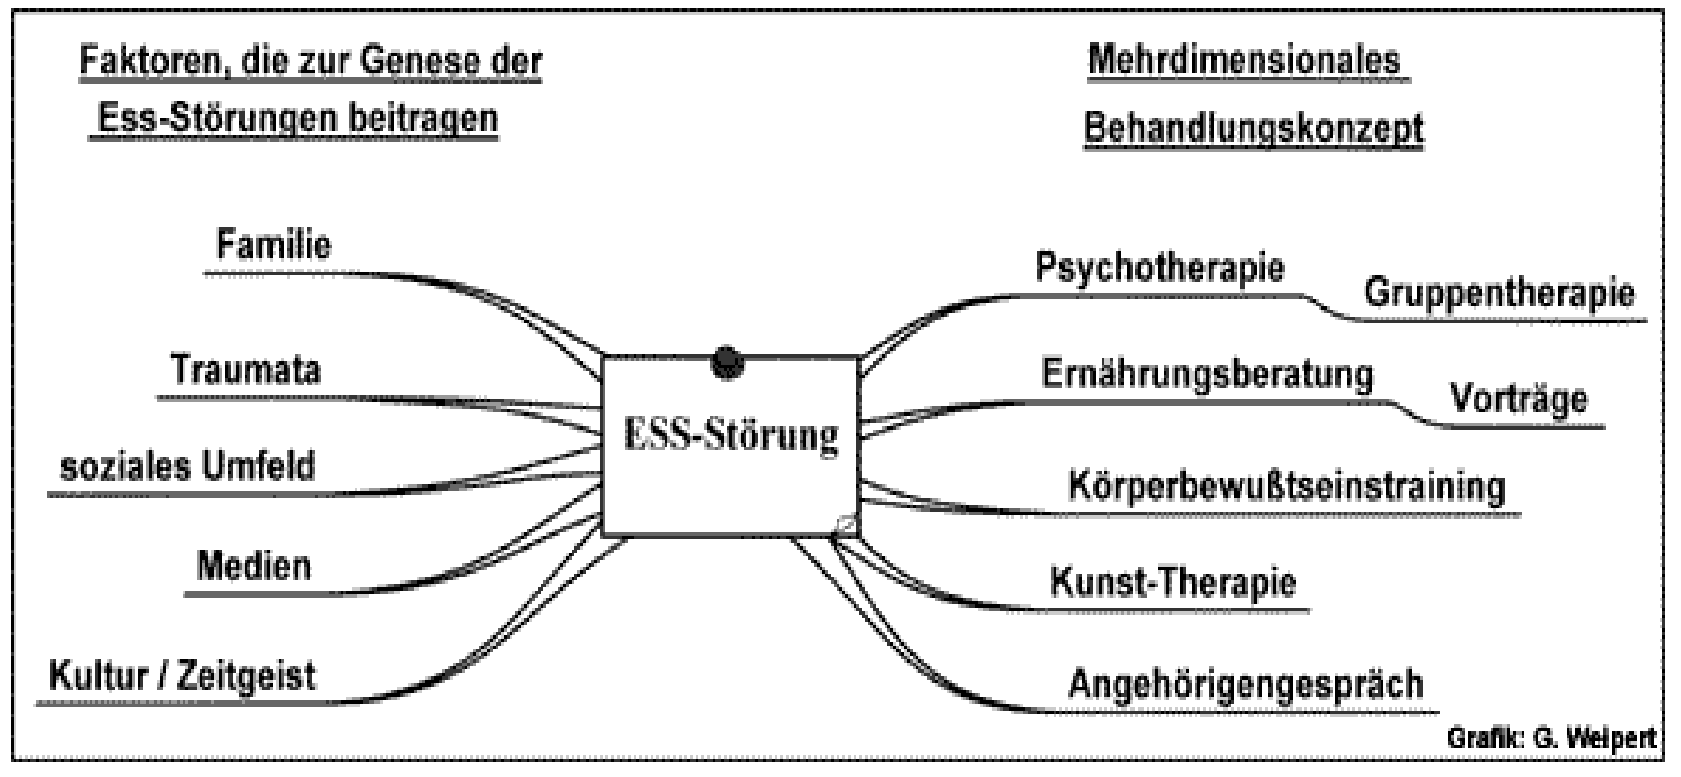 Faktoren, die zur Genese der
Ess-Störungen beitragen
Mehrdimensionales
Behandlungskonzept
Familie
Traumata
soziales Umfeld
Medien
Kultur / Zeitgeist
ESS-Störung
Psychotherapie
Gruppentherapie
Ernährungsberatung
Vorträge
Körperbewußtseinstraining
Kunst-Therapie
Angehörigengespräch
Grafik: G. Weipert